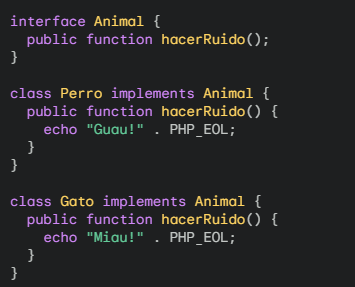 interface Animal {
  public function hacerRuido();
}

class Perro implements Animal {
  public function hacerRuido() {
    echo "Guau!" . PHP_EOL;
  }
}

class Gato implements Animal {
  public function hacerRuido() {
    echo "Miau!" . PHP_EOL;
  }
}